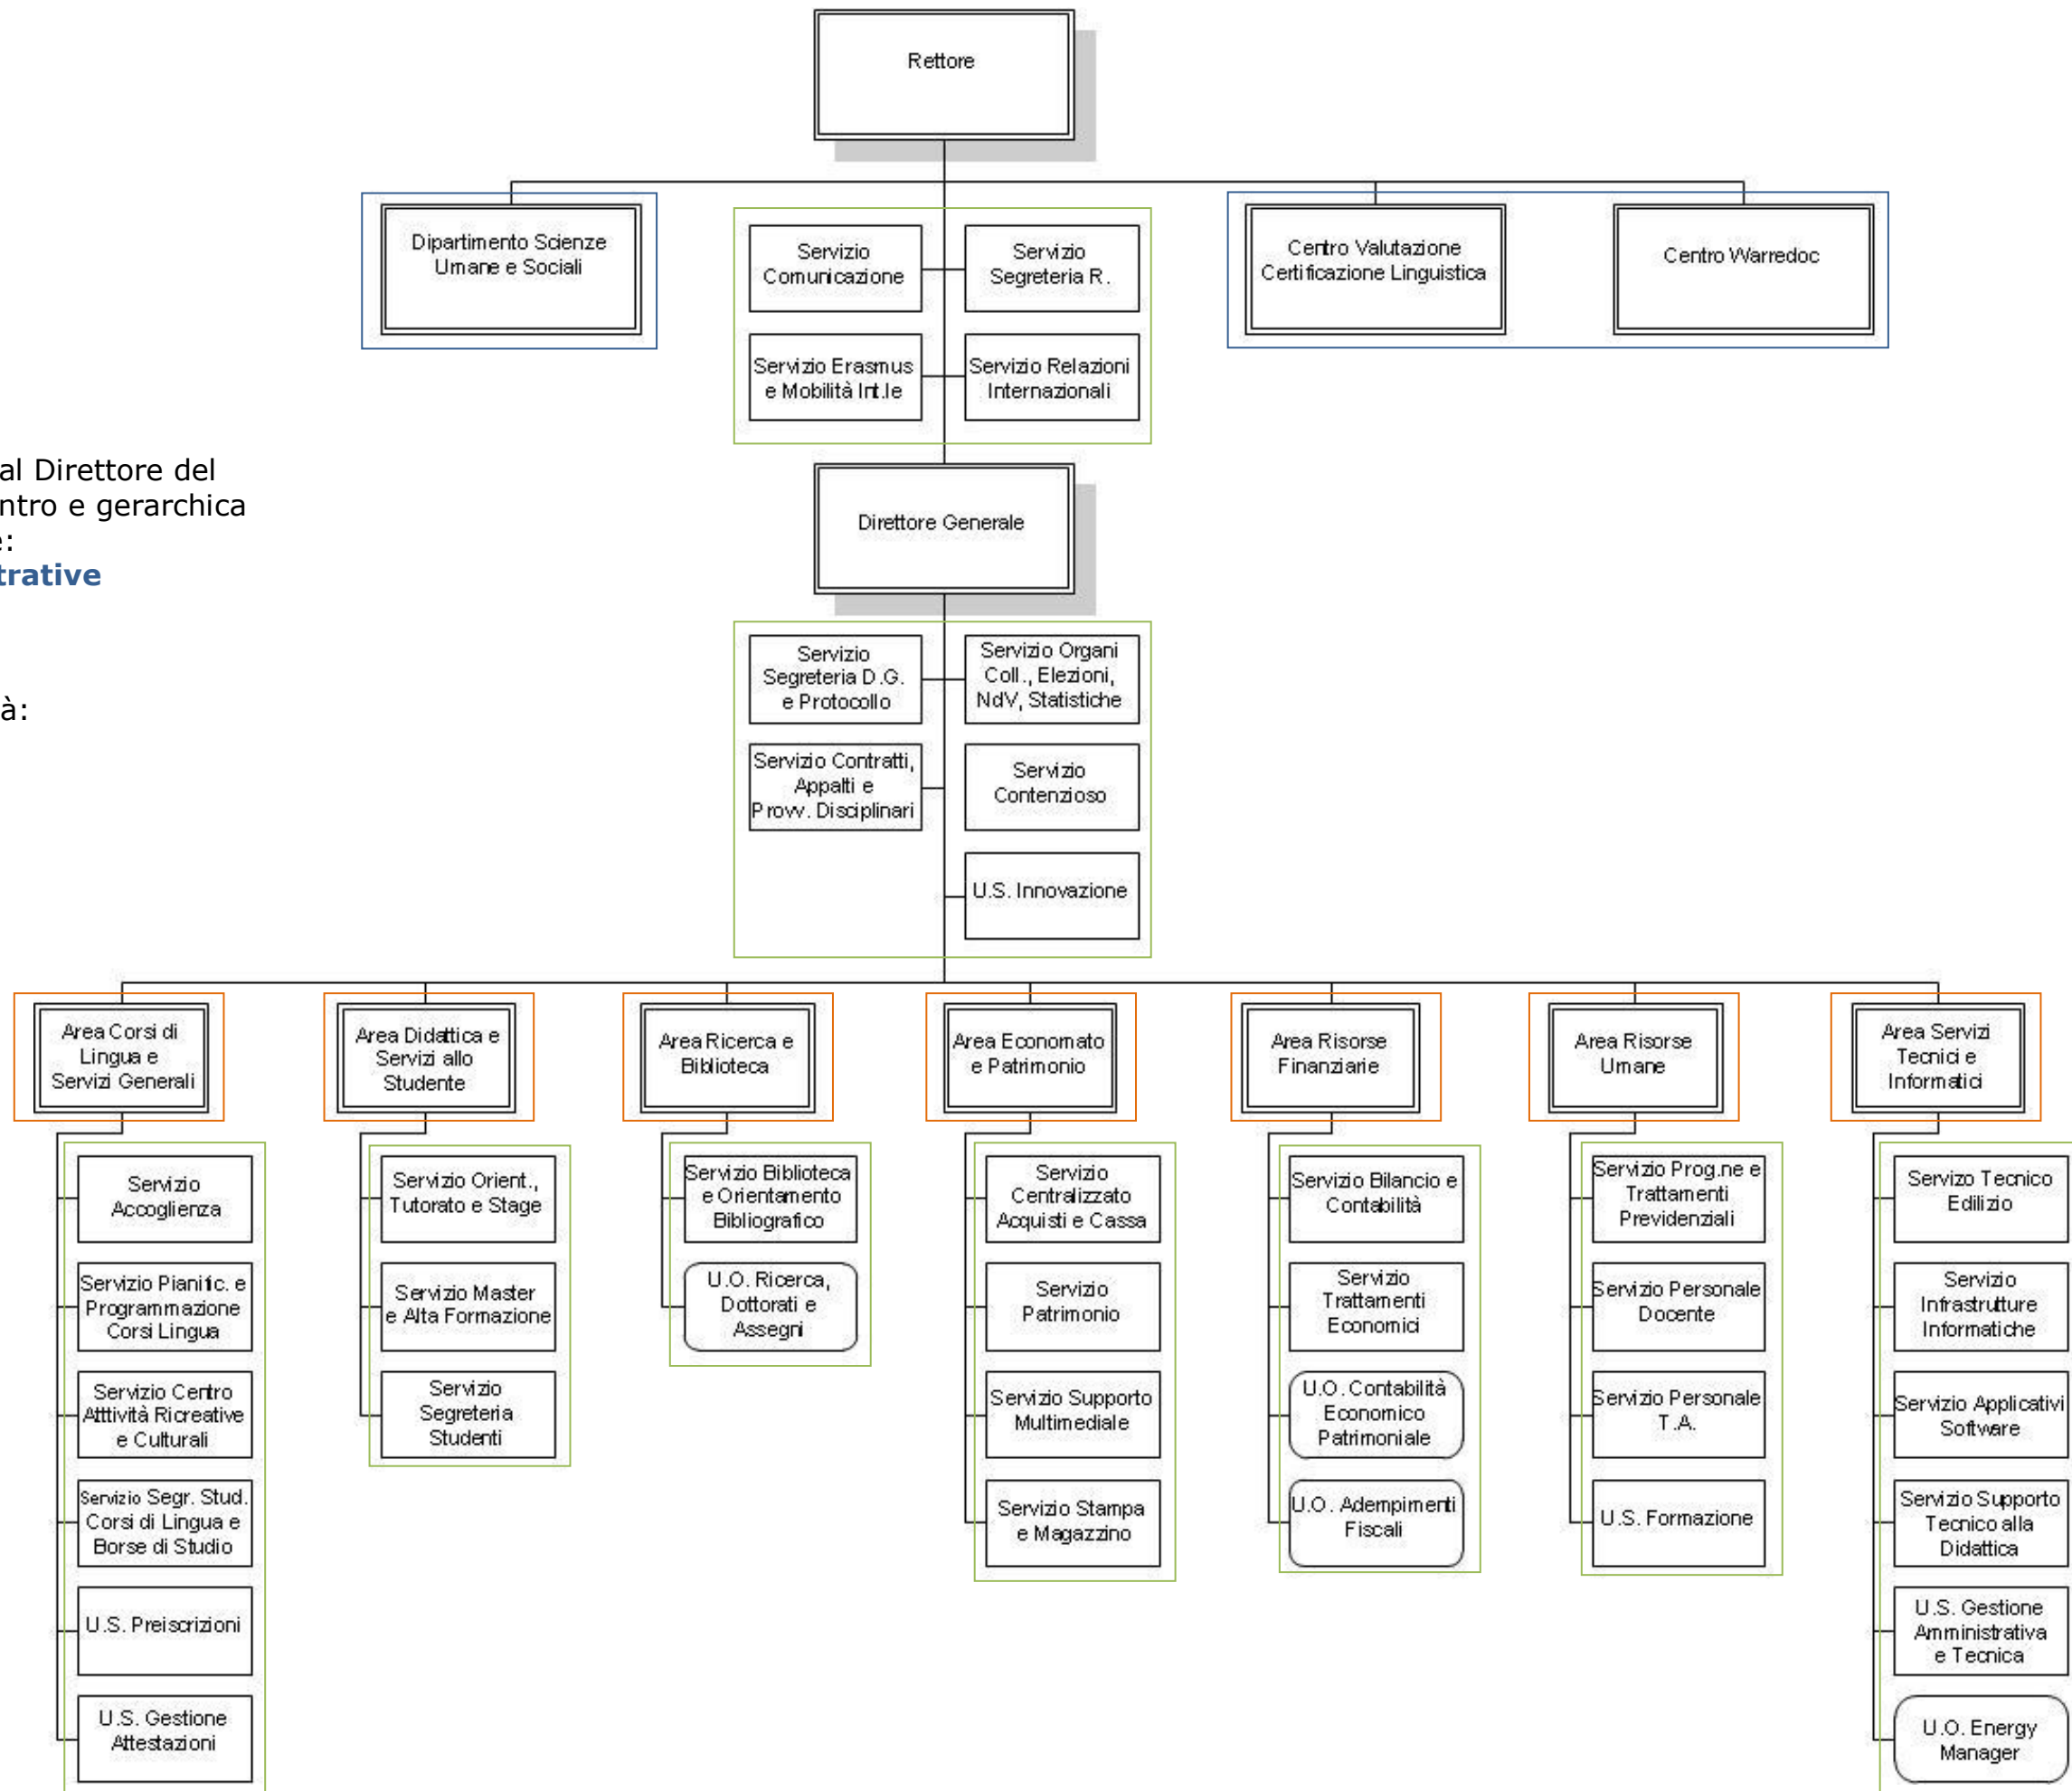 Rettore
Dipartimento Scienze
Umane e Sociali
Servizio
Comunicazione
Servizio
Segreteria R.
Centro Valutazione
Certificazione Linguistica
Centro Warredoc
Servizio Erasmus
e Mobilità Int.le
Servizio Relazioni
Internazionali
al Direttore del
ntro e gerarchica
e:
trative
à:
Direttore Generale
Servizio
Segreteria D.G.
e Protocollo
Servizio Organi
Coll., Elezioni,
NdV, Statistiche
Servizio Contratti,
Appalti e
Provv. Disciplinari
Servizio
Contenzioso
U.S. Innovazione
Area Corsi di
Lingua e
Servizi Generali
Area Didattica e
Servizi allo
Studente
Area Ricerca e
Biblioteca
Area Economato
e Patrimonio
Area Risorse
Finanziarie
Area Risorse
Umane
Area Servizi
Tecnici e
Informatici
Servizio
Accoglienza
Servizio Pianific. e
Programmazione
Corsi Lingua
Servizio Centro
Atttività Ricreative
e Culturali
Servizio Segr. Stud.
Corsi di Lingua e
Borse di Studio
U.S. Preiscrizioni
U.S. Gestione
Attestazioni
Servizio Orient.,
Tutorato e Stage
Servizio Master
e Alta Formazione
Servizio
Segreteria
Studenti
Servizio Biblioteca
e Orientamento
Bibliografico
U.O. Ricerca,
Dottorati e
Assegni
Servizio
Centralizzato
Acquisti e Cassa
Servizio
Patrimonio
Servizio Supporto
Multimediale
Servizio Stampa
e Magazzino
Servizio Bilancio e
Contabilità
Servizio
Trattamenti
Economici
U.O. Contabilità
Economico
Patrimoniale
U.O. Adempimenti
Fiscali
Servizio Prog.ne e
Trattamenti
Previdenziali
Servizio Personale
Docente
Servizio Personale
T.A.
U.S. Formazione
Servizo Tecnico
Edilizio
Servizio
Infrastrutture
Informatiche
Servizio Applicativi
Software
Servizio Supporto
Tecnico alla
Didattica
U.S. Gestione
Amministrativa
e Tecnica
U.O. Energy
Manager